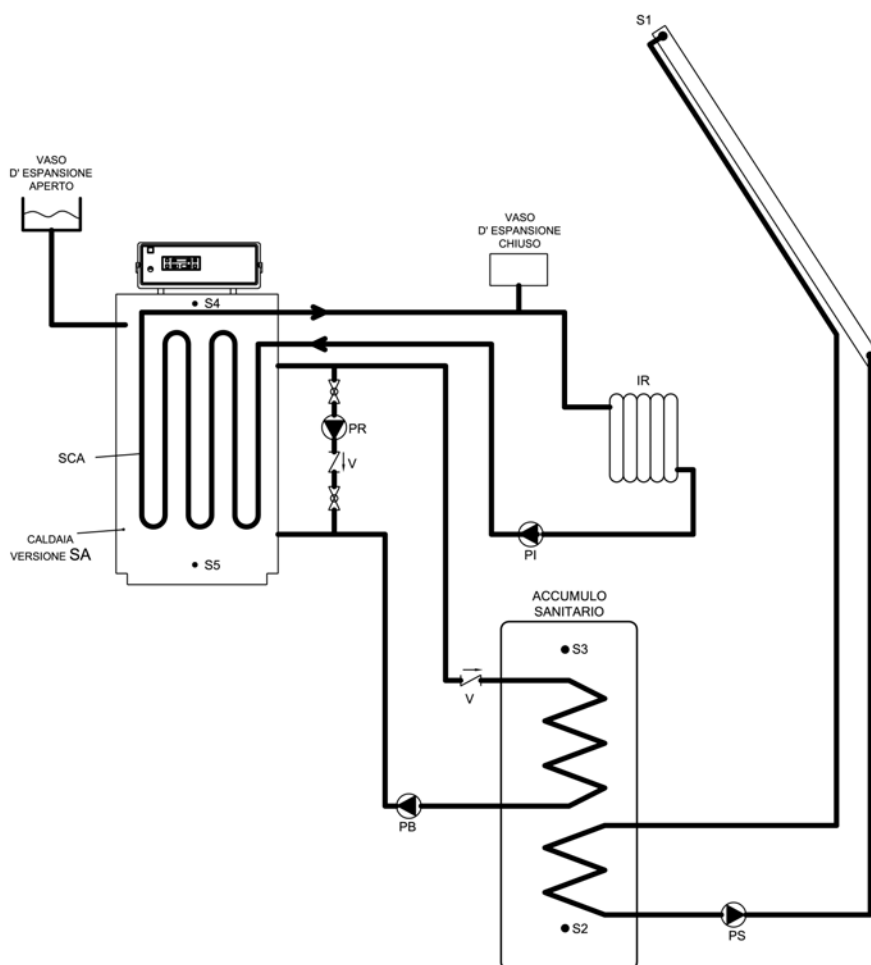 S1
VASO
D' ESPANSIONE
APERTO
VASO
D' ESPANSIONE
CHIUSO
S4
IR
PR
SCA
V
CALDAIA
VERSIONE SA
PI
S5
ACCUMULO
SANITARIO
S3
V
PB
S2
PS